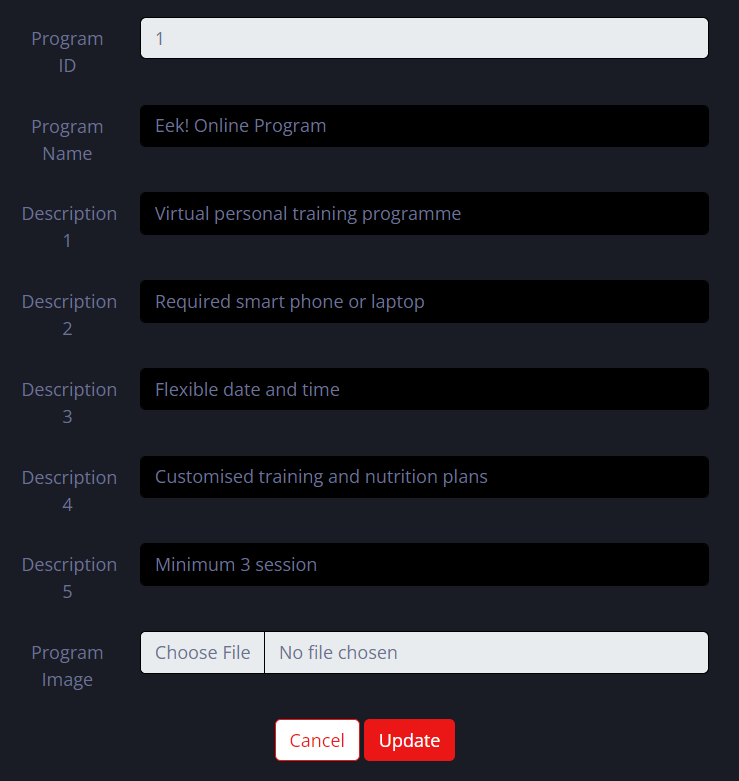 Program
ID
1
Program
Name
Eek! Online Program
Description
1
Virtual personal training programme
Description
2
Required smart phone or laptop
Description
3
Flexible date and time
Description
4
Customised training and nutrition plans
Description
5
Minimum 3 session
Program
Image
Choose File No file chosen
Cancel Update